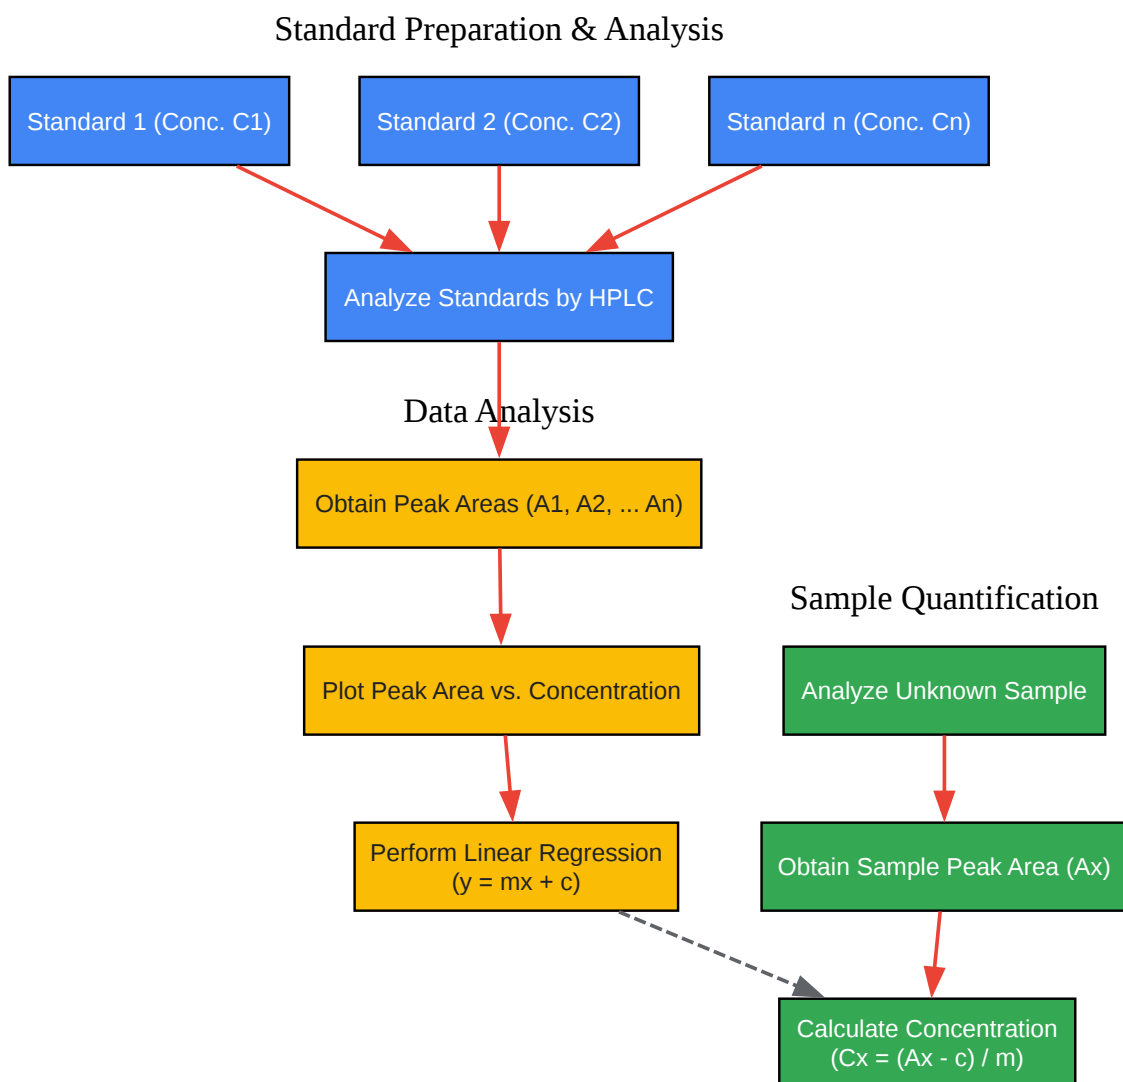 Standard Preparation & Analysis
Standard 1 (Conc. C1)
Standard 2 (Conc. C2)
Standard n (Conc. Cn)
Analyze Standards by HPLC
Data Analysis
Obtain Peak Areas (A1, A2, ... An)
Sample Quantification
Plot Peak Area vs. Concentration
Analyze Unknown Sample
Perform Linear Regression
(y = mx + c)
Obtain Sample Peak Area (Ax)
Calculate Concentration
(Cx = (Ax - c) / m)